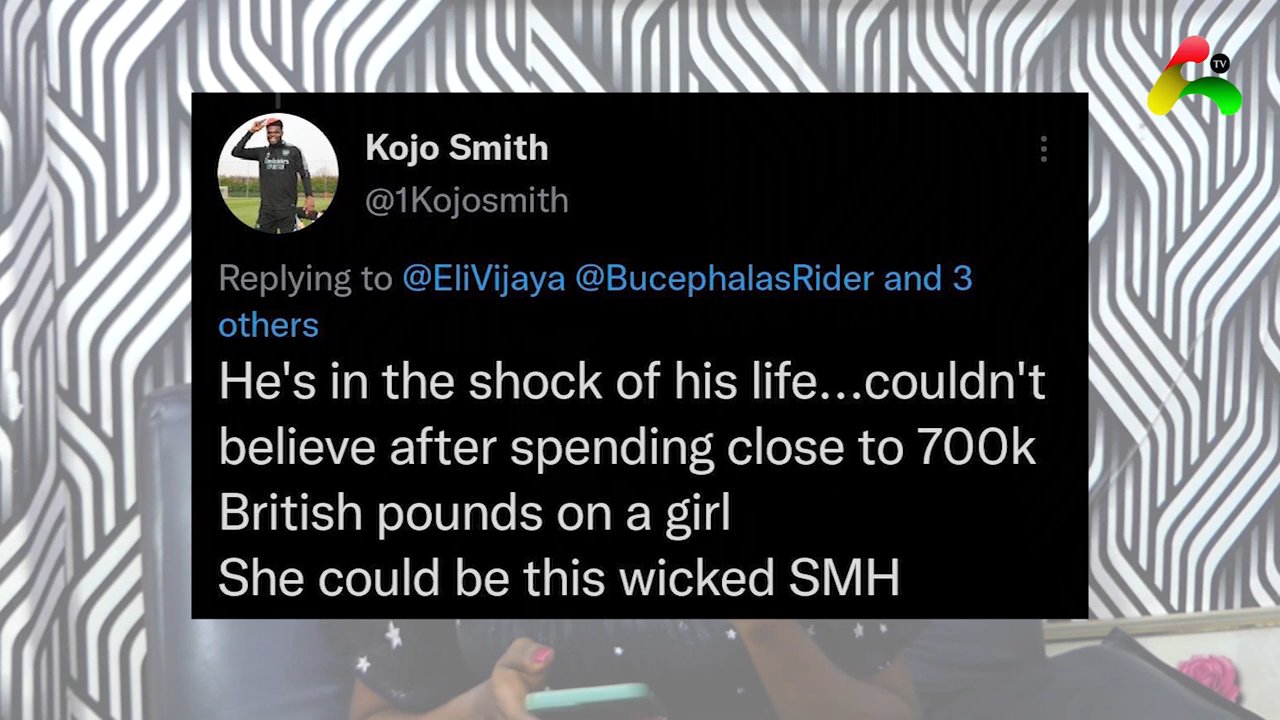 TV
Kojo Smith
@1Kojosmith
Replying to @EliVijaya @BucephalasRider and 3
others
He's in the shock of his life...couldn't
believe after spending close to 700k
British pounds on a girl
She could be this wicked SMH